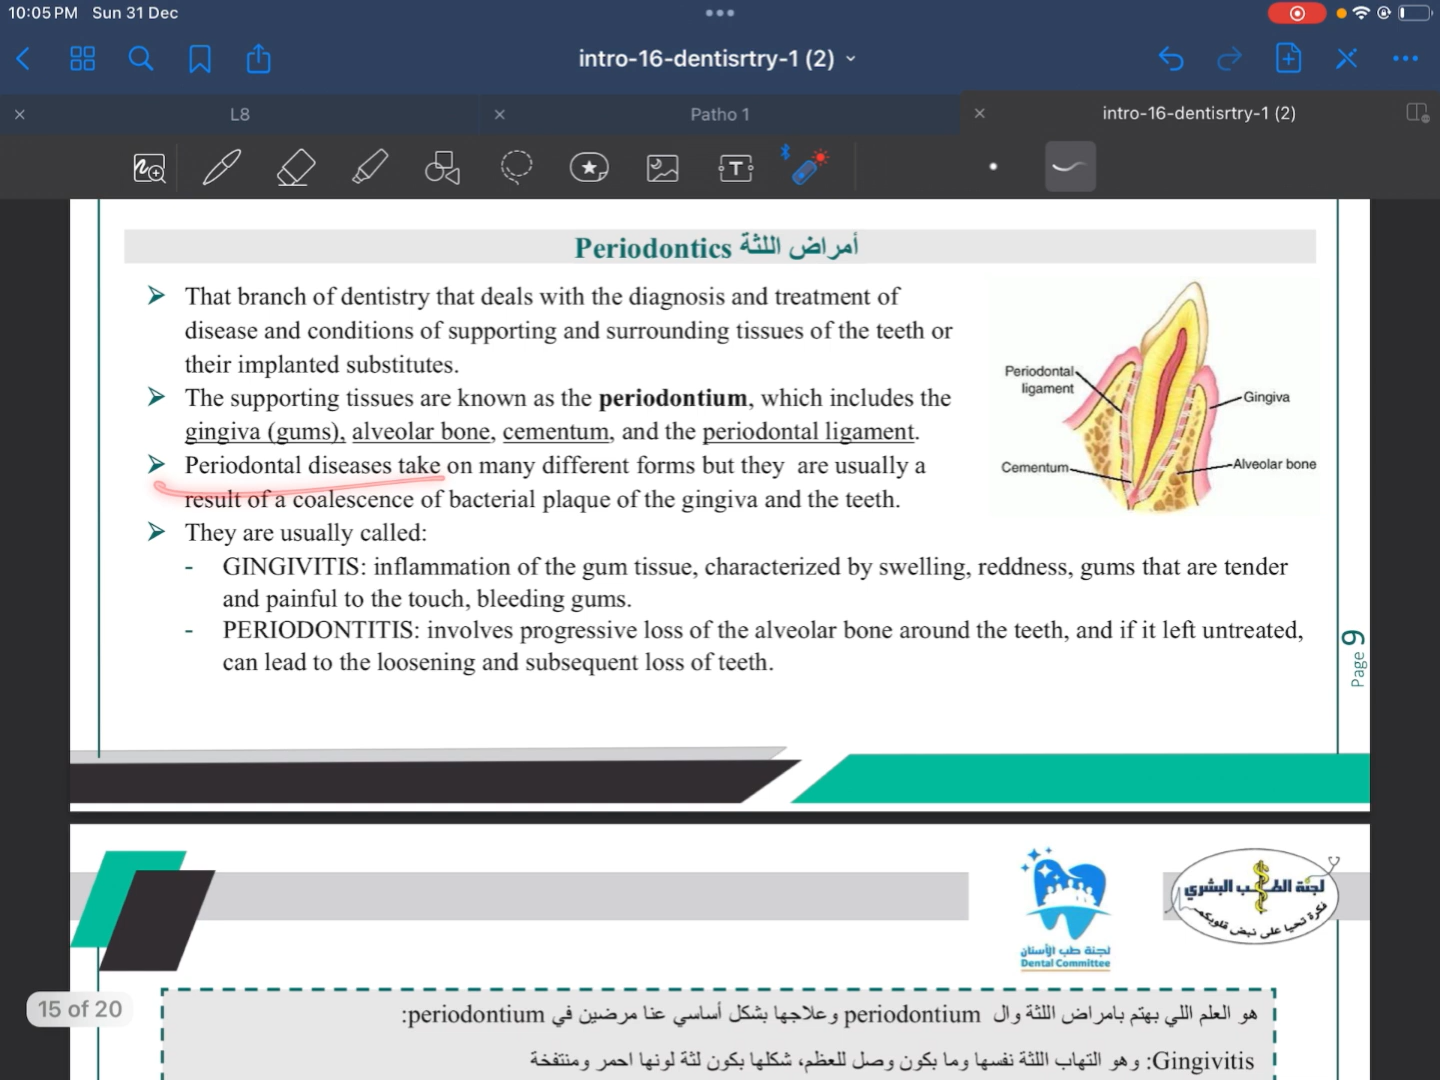 10:05 PM Sun 31 Dec
intro-16-dentisrtry-1 (2)
L8
Patho 1
intro-16-dentisrtry-1 (2)
T
Periodontics أمراض اللثة
That branch of dentistry that deals with the diagnosis and treatment of
disease and conditions of supporting and surrounding tissues of the teeth or
their implanted substitutes.
The supporting tissues are known as the periodontium, which includes the
gingiva (gums), alveolar bone, cementum, and the periodontal ligament.
Periodontal diseases take on many different forms but they are usually a
result of a coalescence of bacterial plaque of the gingiva and the teeth.
Periodontal
ligament
Gingiva
Cementum
Alveolar bone
They are usually called:
- GINGIVITIS: inflammation of the gum tissue, characterized by swelling, reddness, gums that are tender
and painful to the touch, bleeding gums.
- PERIODONTITIS: involves progressive loss of the alveolar bone around the teeth, and if it left untreated,
can lead to the loosening and subsequent loss of teeth.
Page 9
لجنة طب الأسنان
Dental Committee
لجنة الطب البشري
فكرة تحيا على نبض قلوبكم
15 of 20
هو العلم اللي بهتم بامراض اللثة وال periodontium وعلاجها بشكل أساسي عنا مرضين في periodontium:
Gingivitis: وهو التهاب اللثة نفسها وما بكون وصل للعظم، شكلها بكون لثة لونها احمر ومنتفخة